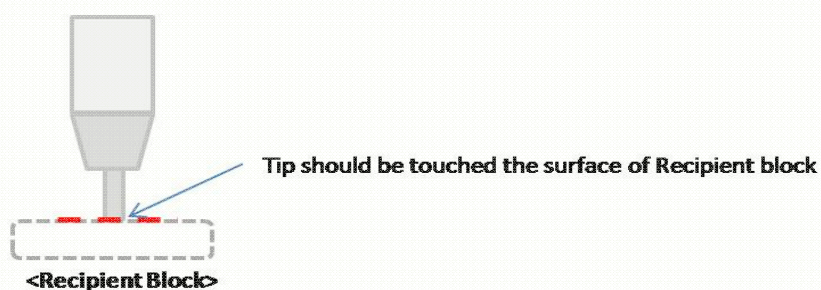 Tip should be touched the surface of Recipient block
<Recipient Block>